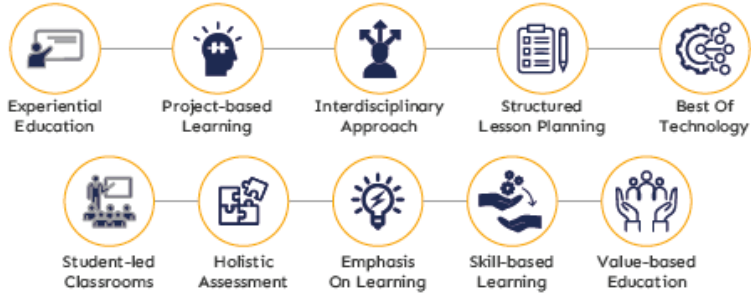 Experiential
Education
Project-based
Learning
Interdisciplinary
Approach
Structured
Lesson Planning
Best Of
Technology
Student-led
Classrooms
Holistic
Assessment
Emphasis
On Learning
Skill-based
Learning
Value-based
Education